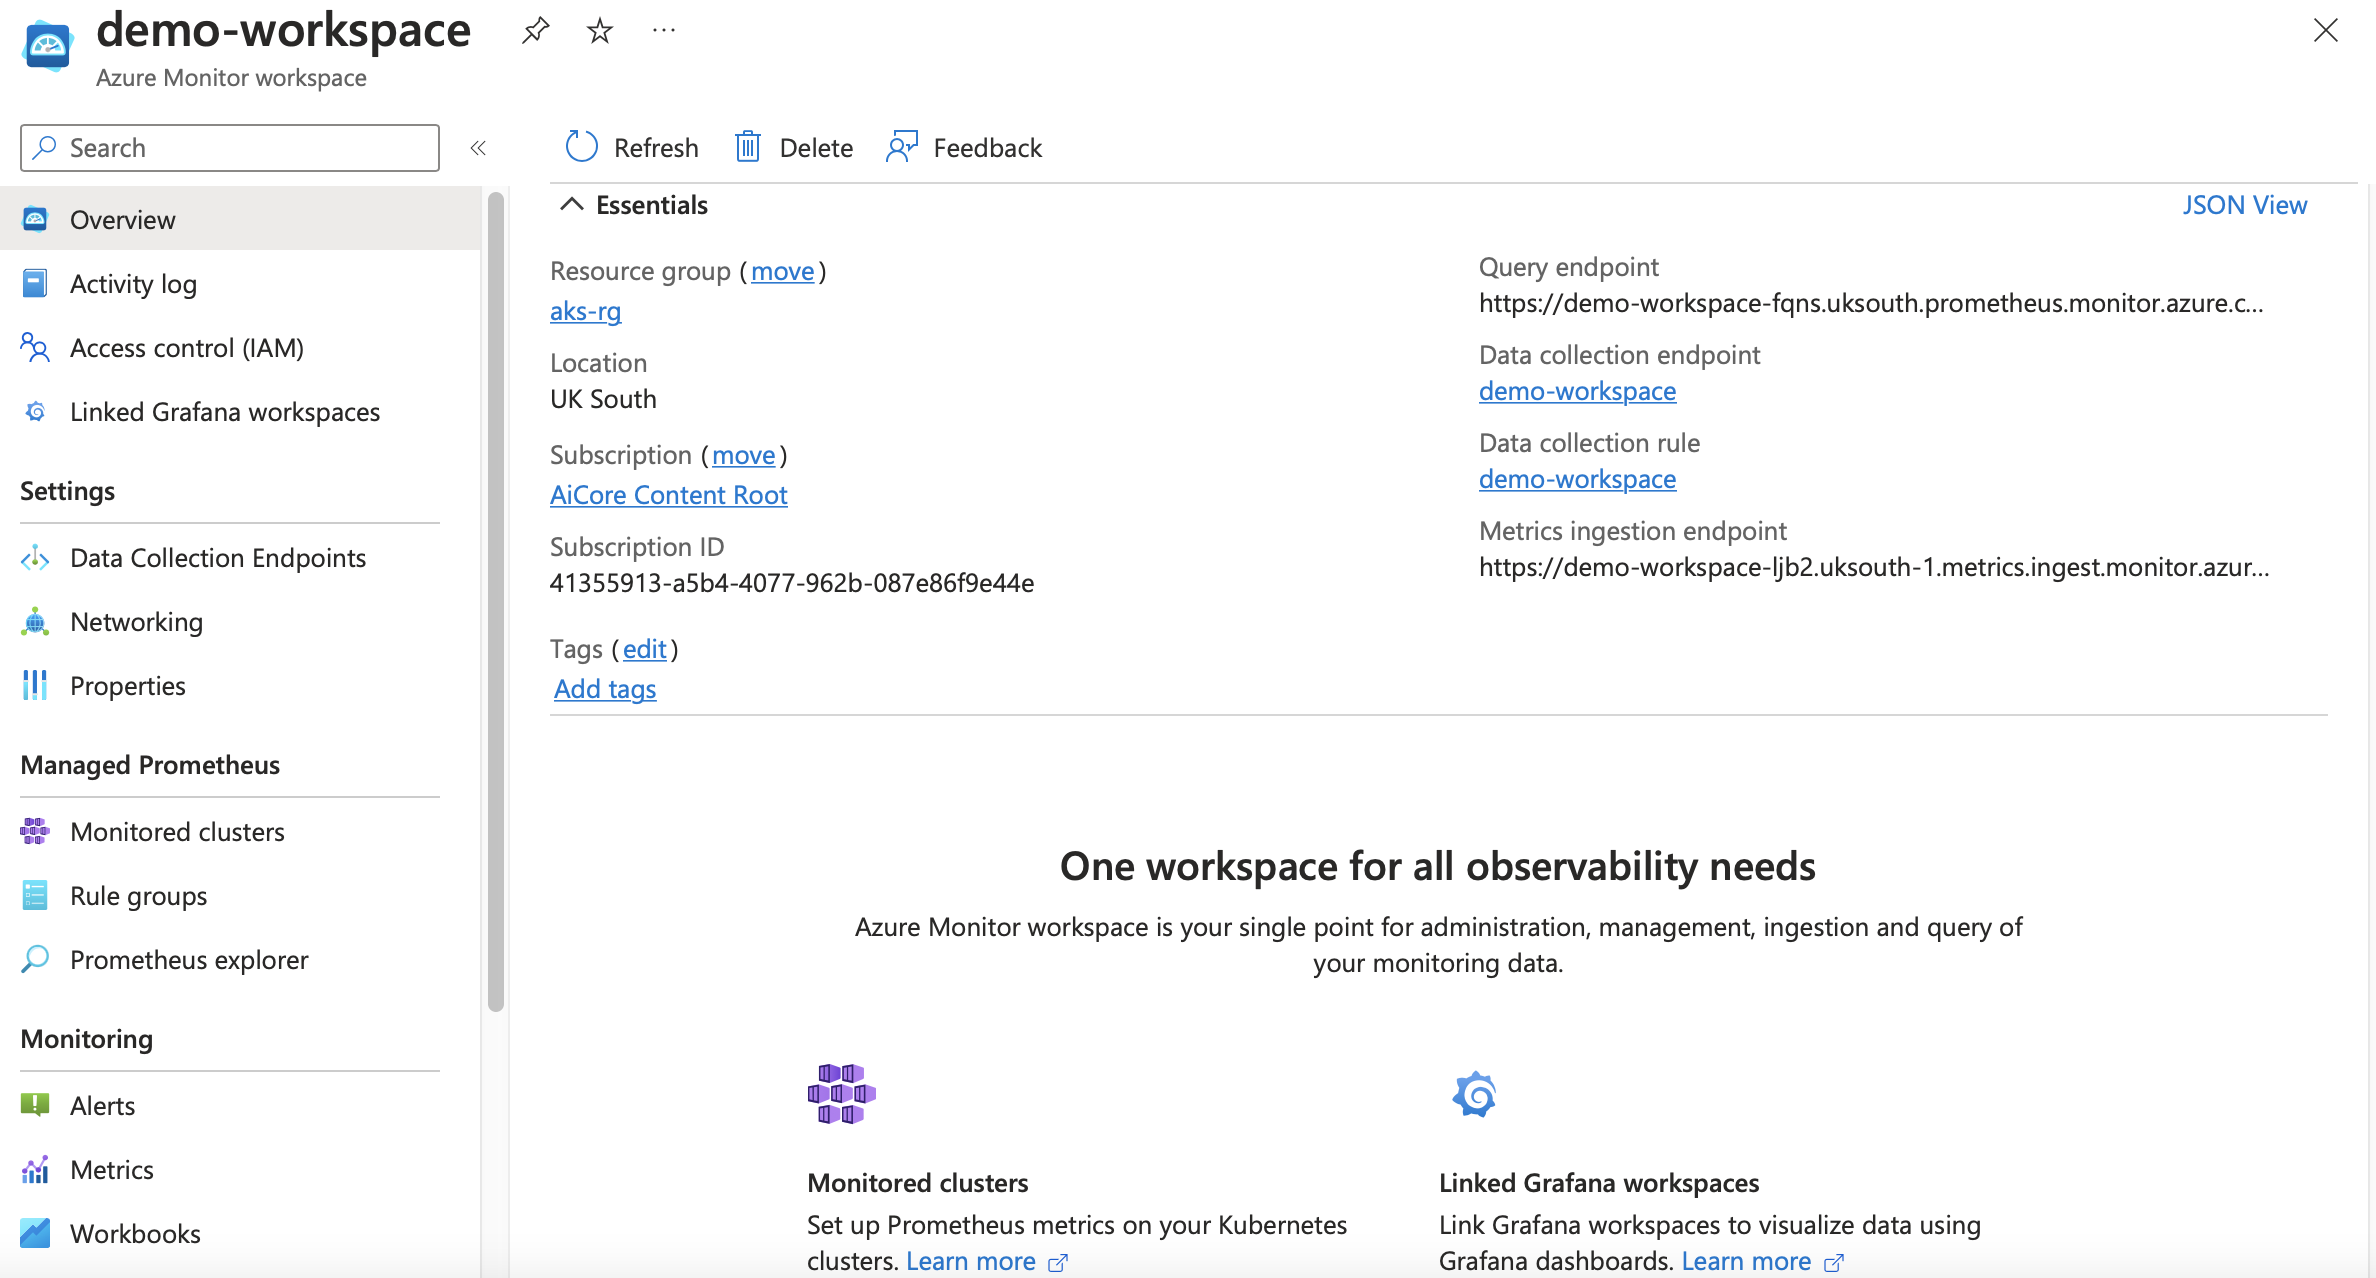 demo-workspace
Azure Monitor workspace
Search
Refresh
Delete
Feedback
Overview
Activity log
Access control (IAM)
Linked Grafana workspaces
Settings
Data Collection Endpoints
Networking
Properties
Managed Prometheus
Monitored clusters
Rule groups
Prometheus explorer
Monitoring
Alerts
Metrics
Workbooks
Essentials
JSON View
Resource group (move)
aks-rg
Location
UK South
Subscription (move)
AiCore Content Root
Subscription ID
41355913-a5b4-4077-962b-087e86f9e44e
Tags (edit)
Add tags
Query endpoint
https://demo-workspace-fqns.uksouth.prometheus.monitor.azure.c...
Data collection endpoint
demo-workspace
Data collection rule
demo-workspace
Metrics ingestion endpoint
https://demo-workspace-ljb2.uksouth-1.metrics.ingest.monitor.azur...
One workspace for all observability needs
Azure Monitor workspace is your single point for administration, management, ingestion and query of
your monitoring data.
Monitored clusters
Set up Prometheus metrics on your Kubernetes
clusters. Learn more
Linked Grafana workspaces
Link Grafana workspaces to visualize data using
Grafana dashboards. Learn more